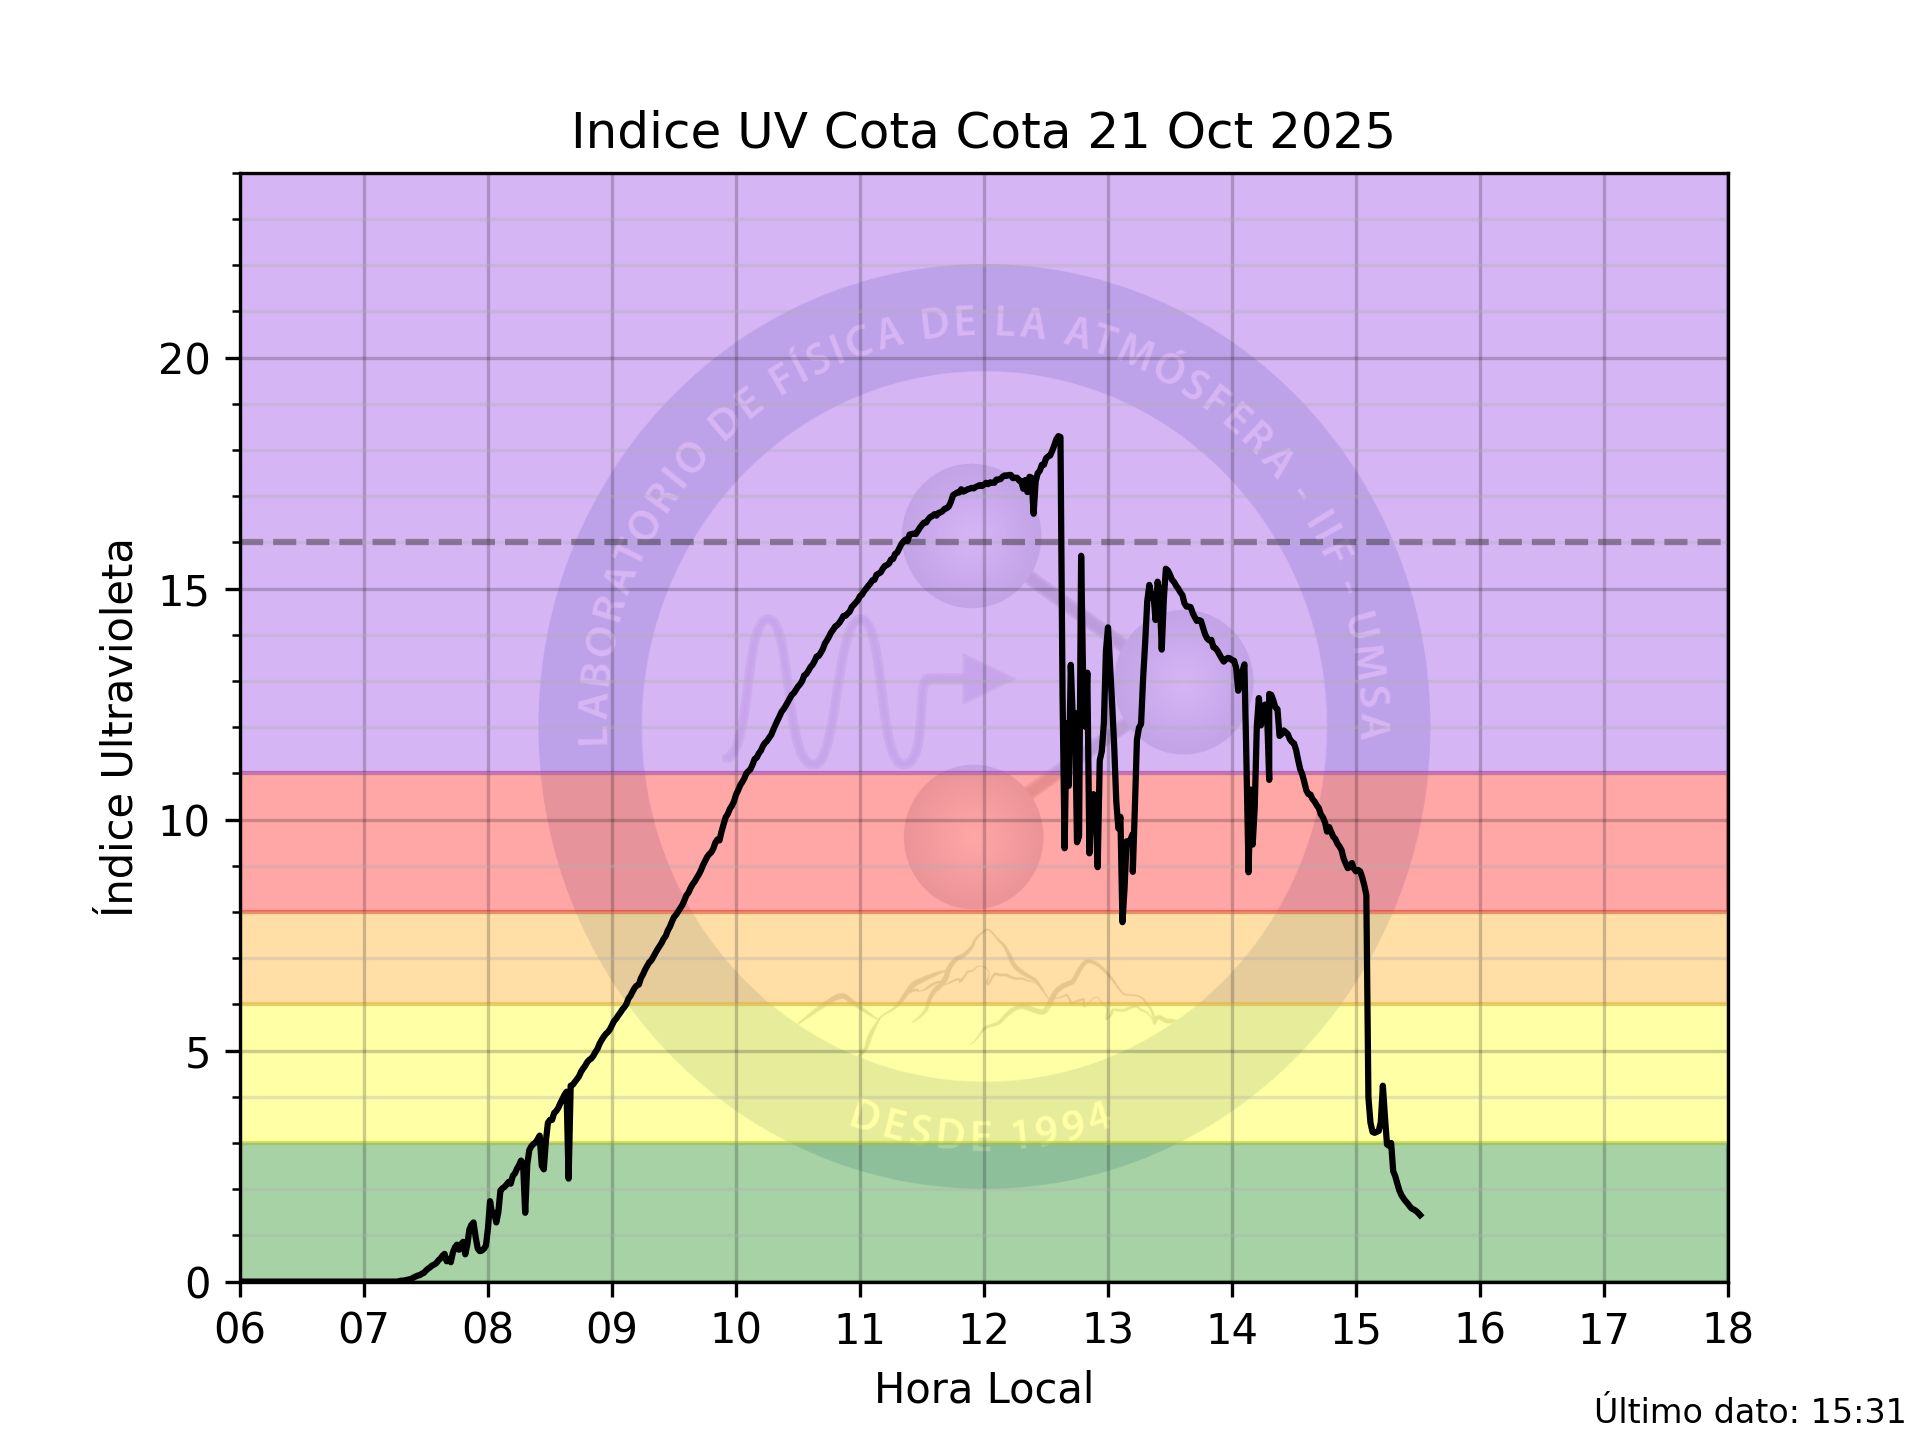 Indice UV Cota Cota 21 Oct 2025
LABORATORIO DE FÍSICA DE LA ATMÓSFERA - IIF - UMSA
DESDE 1994
Índice Ultravioleta
20
15
10
5
0
06 07 08 09 10 11 12 13 14 15 16 17 18
Hora Local
Último dato: 15:31